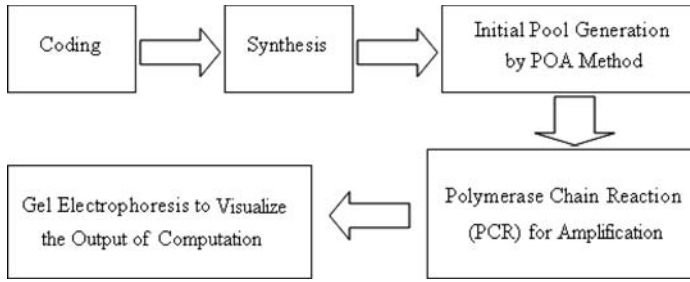 Coding
Synthesis
Initial Pool Generation
by POA Method
Polymerase Chain Reaction
(PCR) for Amplification
Gel Electrophoresis to Visualize
the Output of Computation